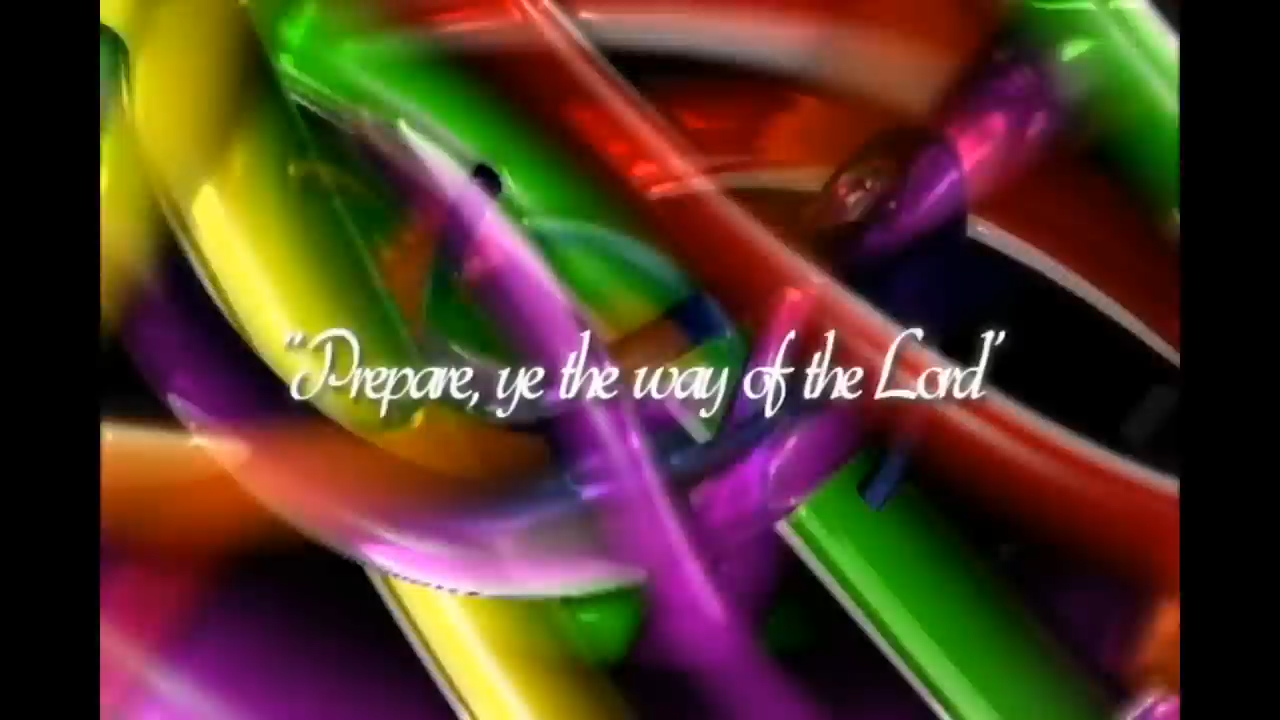 “Prepare, ye the way of the Lord”